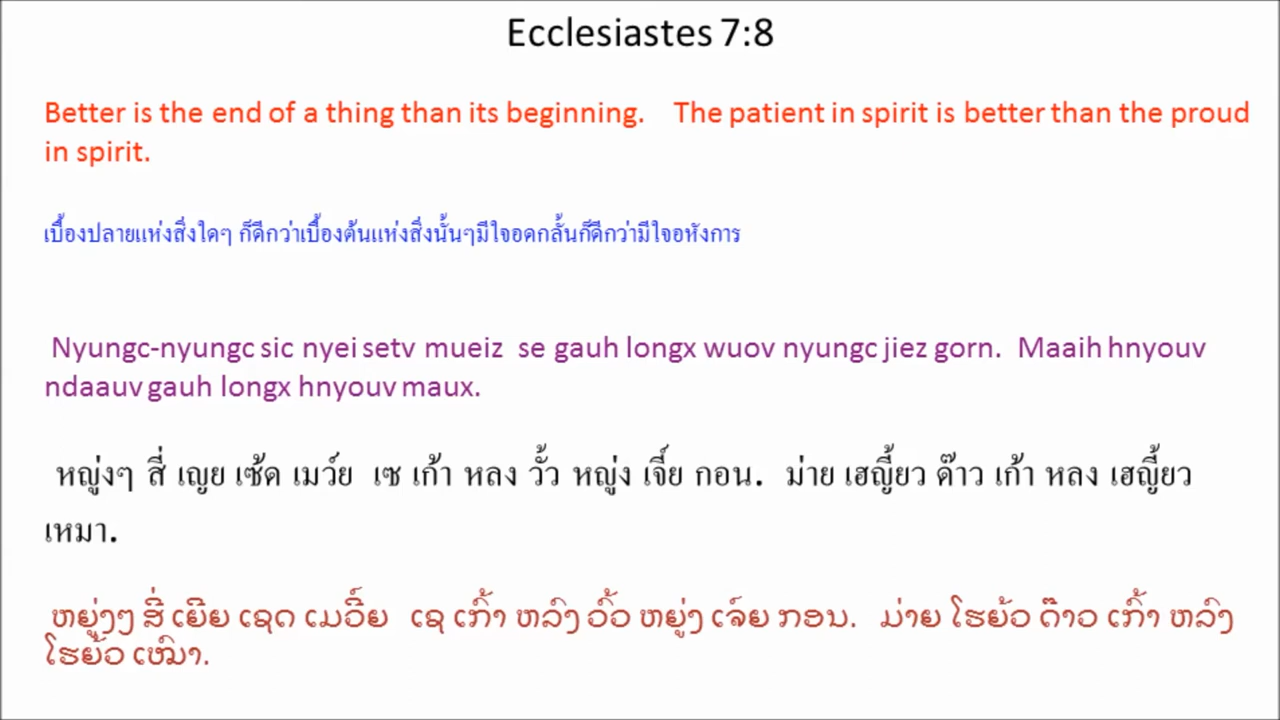 Ecclesiastes 7:8
Better is the end of a thing than its beginning. The patient in spirit is better than the proud
in spirit.
เบื้องปลายแห่งสิ่งใดๆ ก็ดีกว่าเบื้องต้นแห่งสิ่งนั้นๆมีใจอดกลั้นก็ดีกว่ามีใจอหังการ
Nyungc-nyungc sic nyei setv mueiz se gauh longx wuov nyungc jiez gorn. Maaih hnyouv
ndaauv gauh longx hnyouv maux.
หญู่งๆ สี่ เญย เซ้ด เมว์ย เซ เก้า หลง วั้ว หญู่ง เจี์ย กอน. ม่าย เฮญี้ยว ด๊าว เก้า หลง เฮญี้ยว
เหมา.
ຫຍູ່ງໆ ສີ່ ເຍີຍ ເຊດ ເມວີ໌ຍ ເຊ ເກົ້າ ຫລົງ ວົ້ວ ຫຍູ່ງ ເຈ໌ຍ ກອນ. ມ່າຍ ໂຮຍ້ວ ດ໊າວ ເກົ້າ ຫລົງ
ໂຮຍ້ວ ເໝົາ.